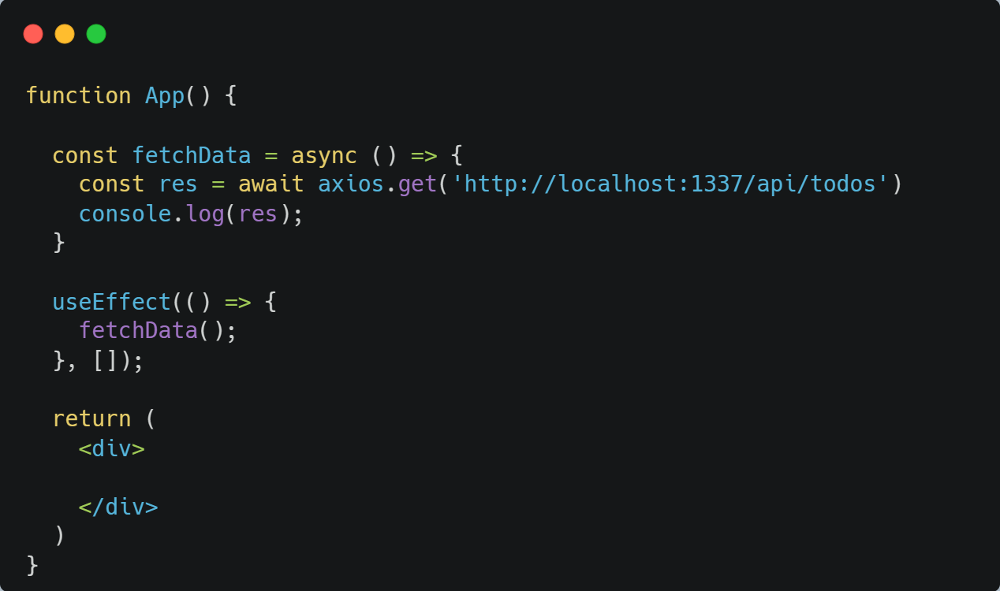 function App() {
  const fetchData = async () => {
    const res = await axios.get('http://localhost:1337/api/todos')
    console.log(res);
  }
  useEffect(() => {
    fetchData();
  }, []);
  return (
    <div>
    </div>
  )
}